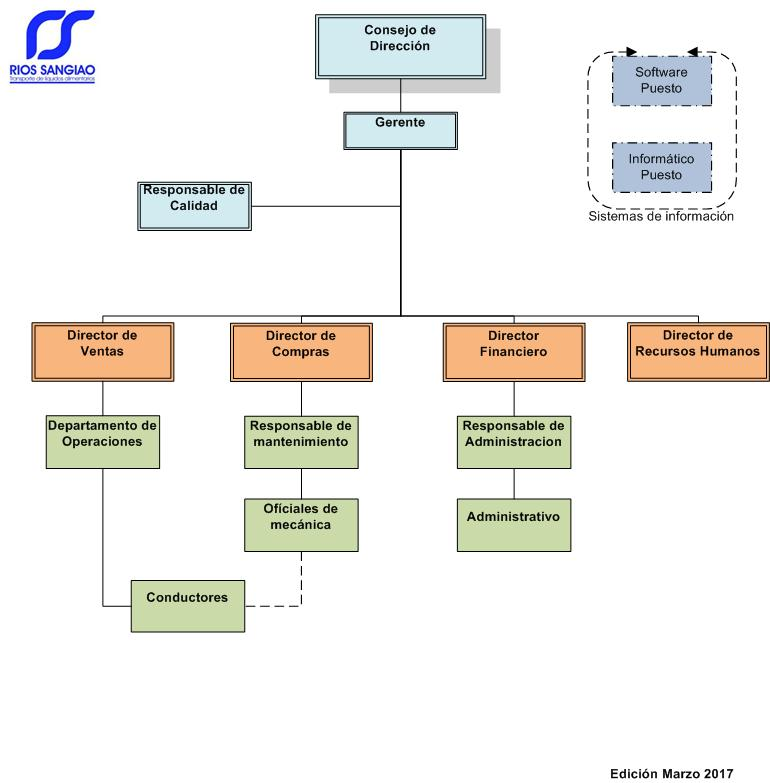 RIOS SANGIAO
Transporte de líquidos alimentarios
Consejo de
Dirección
Gerente
Software
Puesto
Informático
Puesto
Sistemas de información
Responsable de
Calidad
Director de
Ventas
Director de
Compras
Director
Financiero
Director de
Recursos Humanos
Departamento de
Operaciones
Responsable de
mantenimiento
Responsable de
Administracion
Ofíciales de
mecánica
Administrativo
Conductores
Edición Marzo 2017